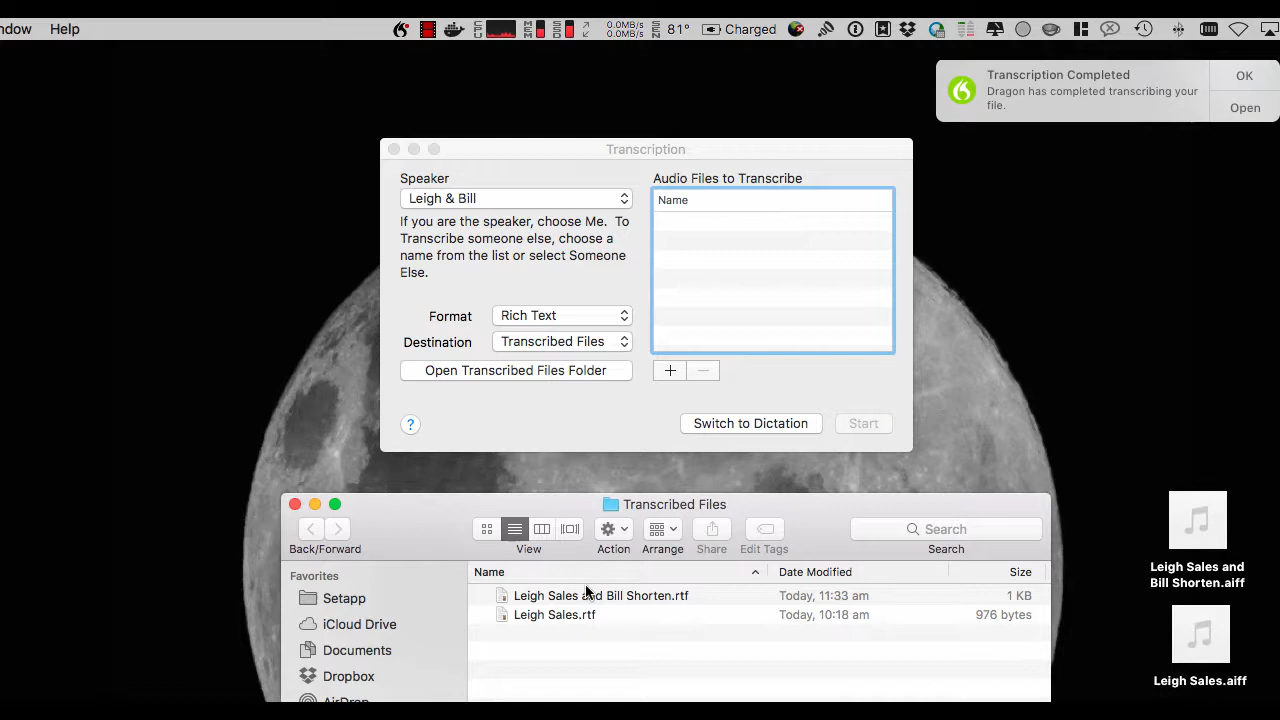 ndow Help
CPU MEM SSD 0.0MB/s 0.0MB/s SEN 81° Charged
Transcription Completed
Dragon has completed transcribing your
file.
OK
Open
Transcription
Speaker
Leigh & Bill
If you are the speaker, choose Me. To
Transcribe someone else, choose a
name from the list or select Someone
Else.
Format Rich Text
Destination Transcribed Files
Open Transcribed Files Folder
Audio Files to Transcribe
Name
+ −
? Switch to Dictation Start
Transcribed Files
Search
Back/Forward View Action Arrange Share Edit Tags Search
Favorites
Setapp
iCloud Drive
Documents
Dropbox
AirDrop
Name Date Modified Size
Leigh Sales and Bill Shorten.rtf Today, 11:33 am 1 KB
Leigh Sales.rtf Today, 10:18 am 976 bytes
Leigh Sales and
Bill Shorten.aiff
Leigh Sales.aiff